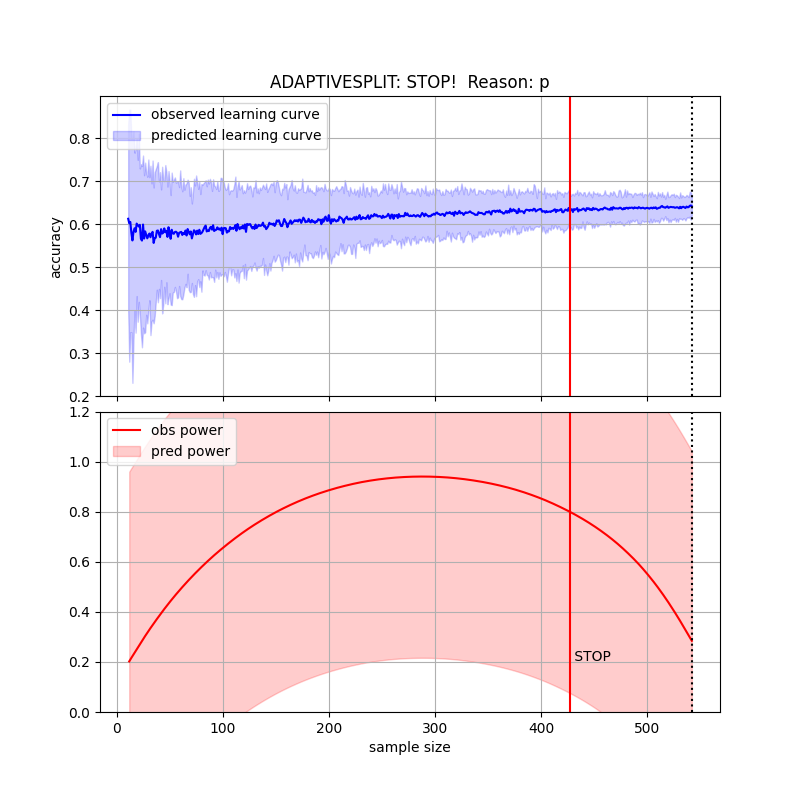 ADAPTIVESPLIT: STOP!  Reason: p
observed learning curve
predicted learning curve
accuracy
0.8
0.7
0.6
0.5
0.4
0.3
0.2
obs power
pred power
1.2
1.0
0.8
0.6
0.4
0.2
0.0
STOP
0 100 200 300 400 500
sample size